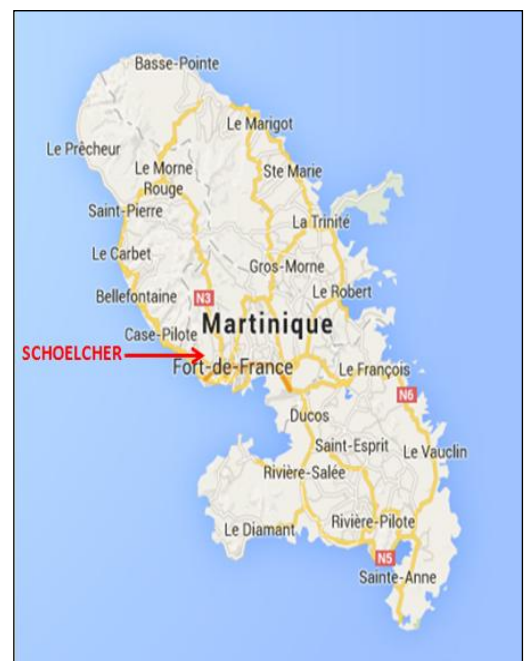 Basse-Pointe
Le Marigot
Le Prêcheur
Le Morne
Rouge
Ste Marie
Saint-Pierre
La Trinité
Le Carbet
Gros-Morne
Bellefontaine
N3
Le Robert
Case-Pilote
Martinique
SCHOELCHER
Fort-de-France
Le François
N6
Ducos
Saint-Esprit
Le Vauclin
Rivière-Salée
Le Diamant
Rivière-Pilote
N5
Sainte-Anne